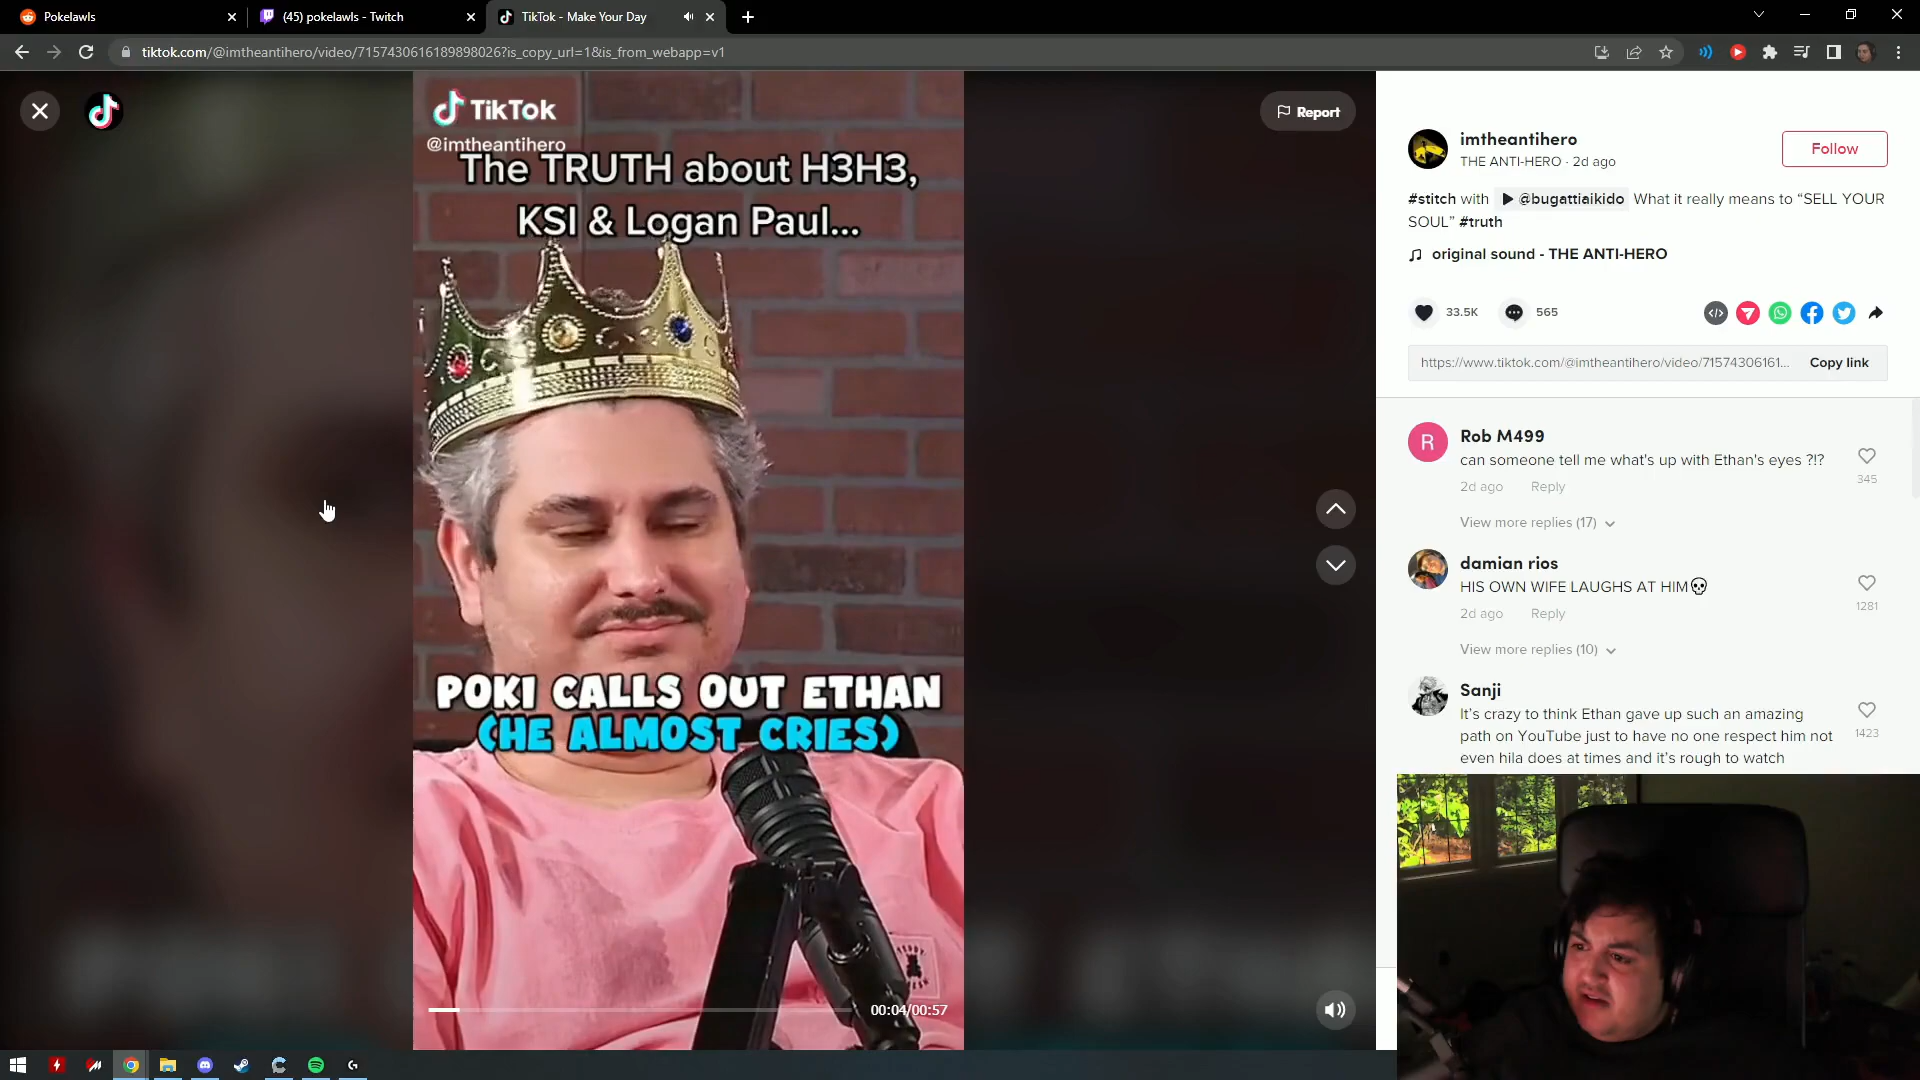 Pokelawls
(45) pokelawls - Twitch
TikTok - Make Your Day
tiktok.com/@imtheantihero/video/7157430616189898026?is_copy_url=1&is_from_webapp=v1
TikTok
@imtheantihero
The TRUTH about H3H3,
KSI & Logan Paul...
POKI CALLS OUT ETHAN
(HE ALMOST CRIES)
00:04/00:57
Report
imtheantihero
THE ANTI-HERO · 2d ago
Follow
#stitch with @bugattiaikido What it really means to “SELL YOUR
SOUL” #truth
original sound - THE ANTI-HERO
33.5K
565
https://www.tiktok.com/@imtheantihero/video/71574306161...
Copy link
R
Rob M499
can someone tell me what's up with Ethan's eyes ?!?
345
2d ago
Reply
View more replies (17)
damian rios
HIS OWN WIFE LAUGHS AT HIM💀
1281
2d ago
Reply
View more replies (10)
Sanji
It’s crazy to think Ethan gave up such an amazing
path on YouTube just to have no one respect him not
even hila does at times and it’s rough to watch
1423